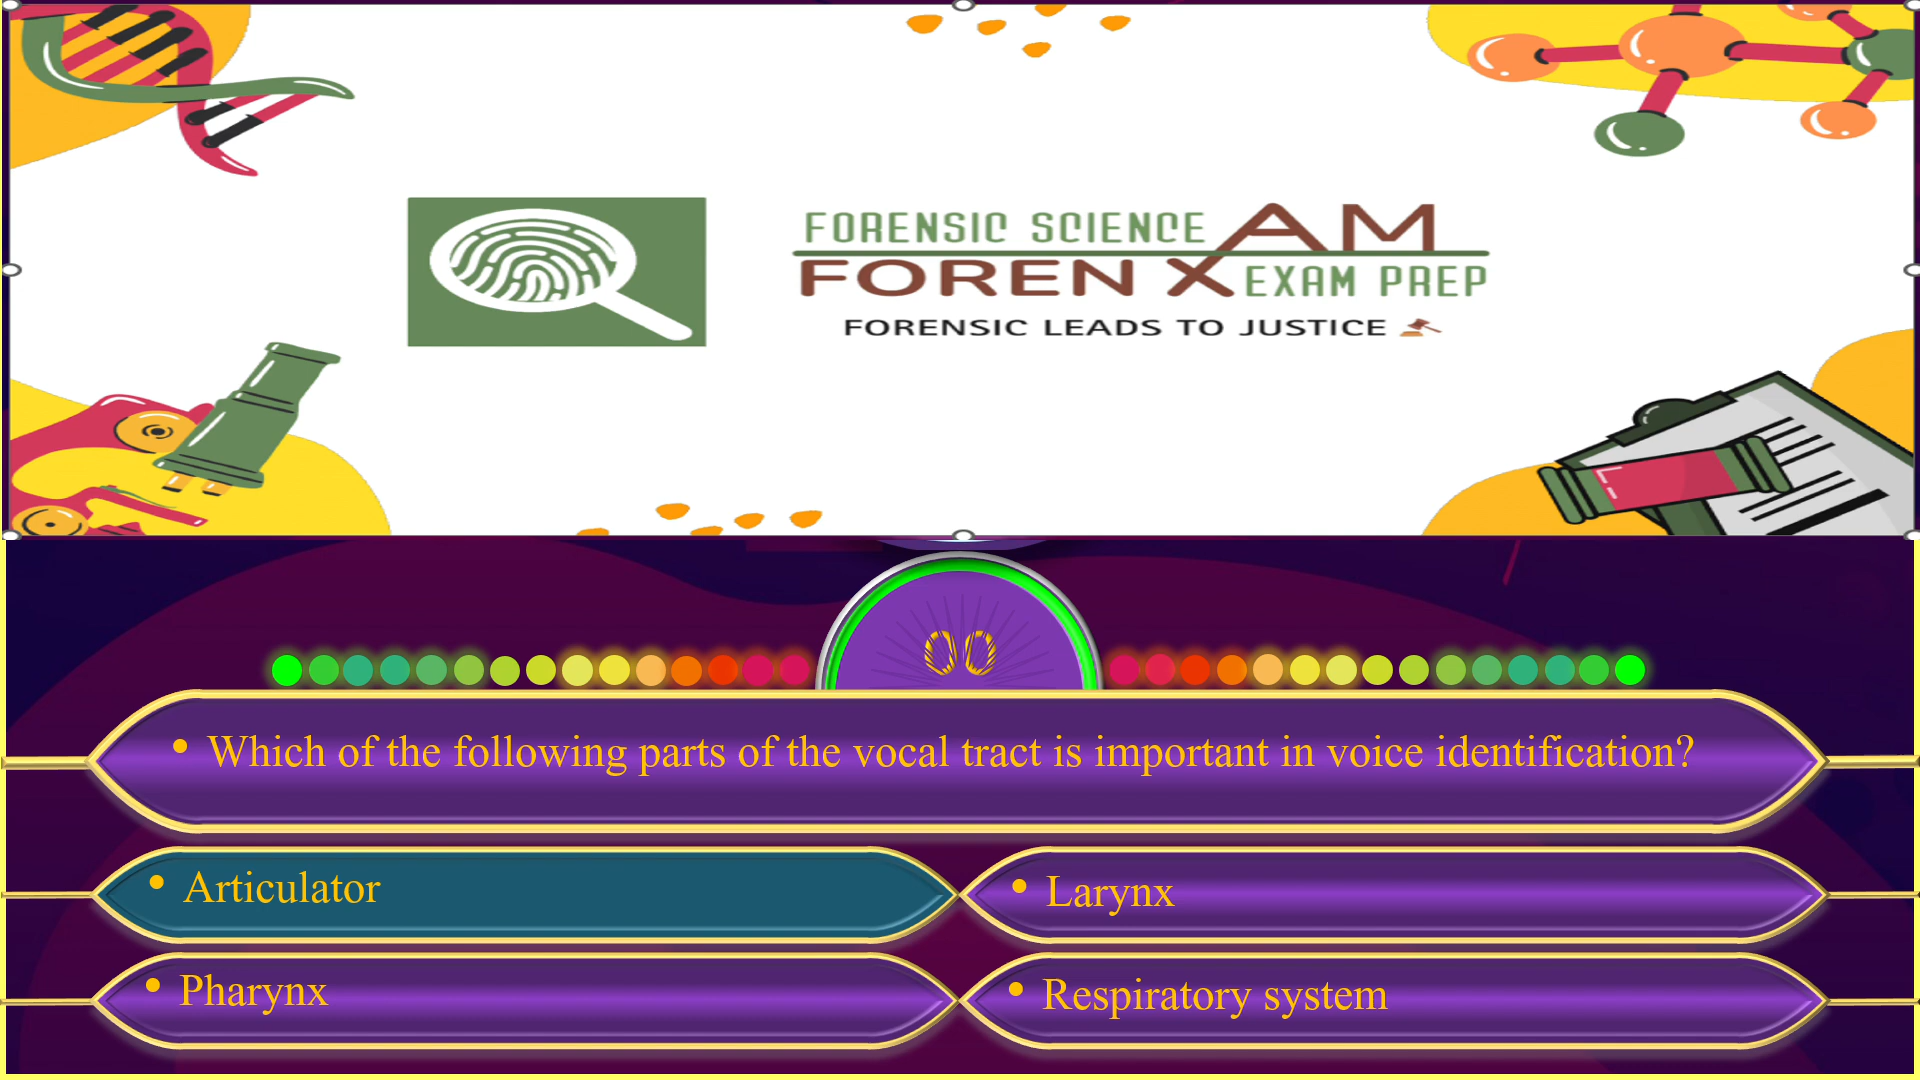 FORENSIC SCIENCE AM
FOREN X EXAM PREP
FORENSIC LEADS TO JUSTICE
00
• Which of the following parts of the vocal tract is important in voice identification?
• Articulator
• Larynx
• Pharynx
• Respiratory system